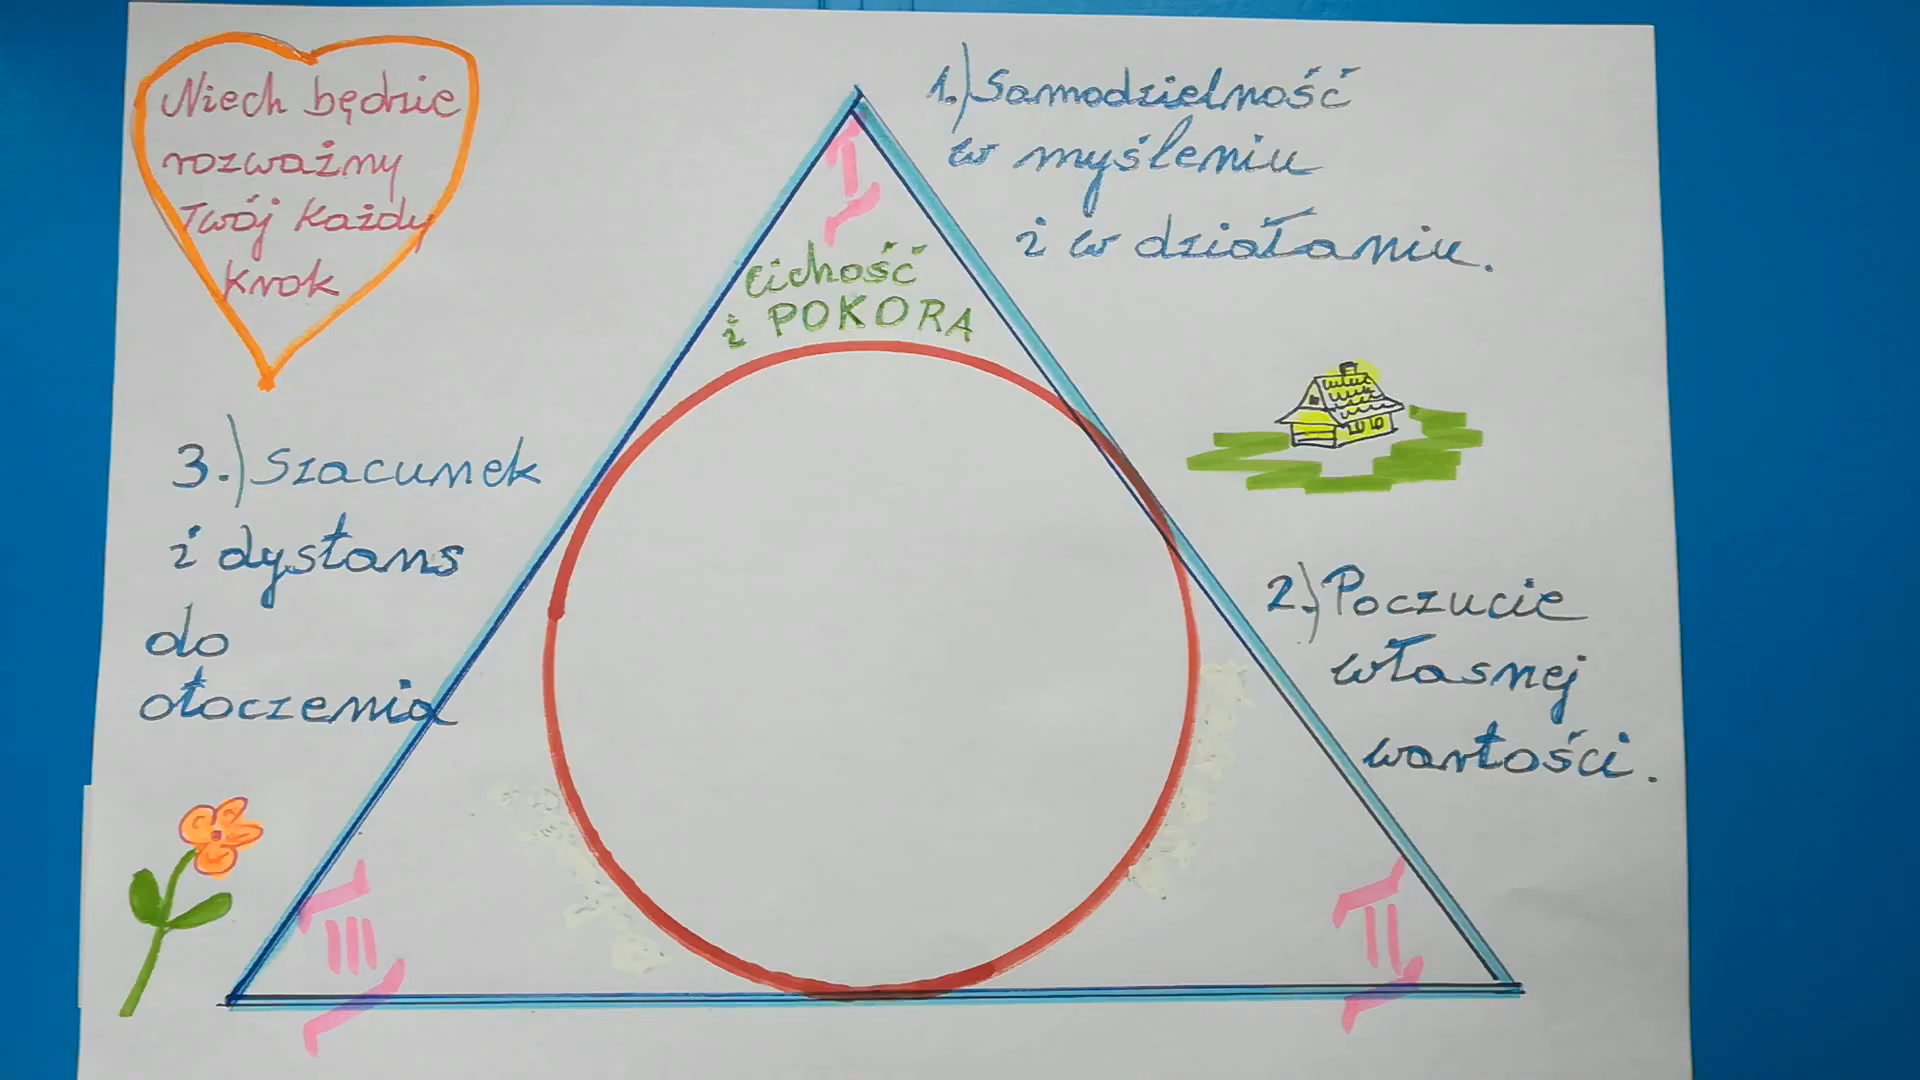 Niech będzie
rozważny
Twój Każdy
Krok
1.) Samodzielność
w myśleniu
i w działaniu.
I
cichość
i POKORA
3.) Szacunek
i dystans
do
otoczenia
2.) Poczucie
własnej
wartości.
III
II